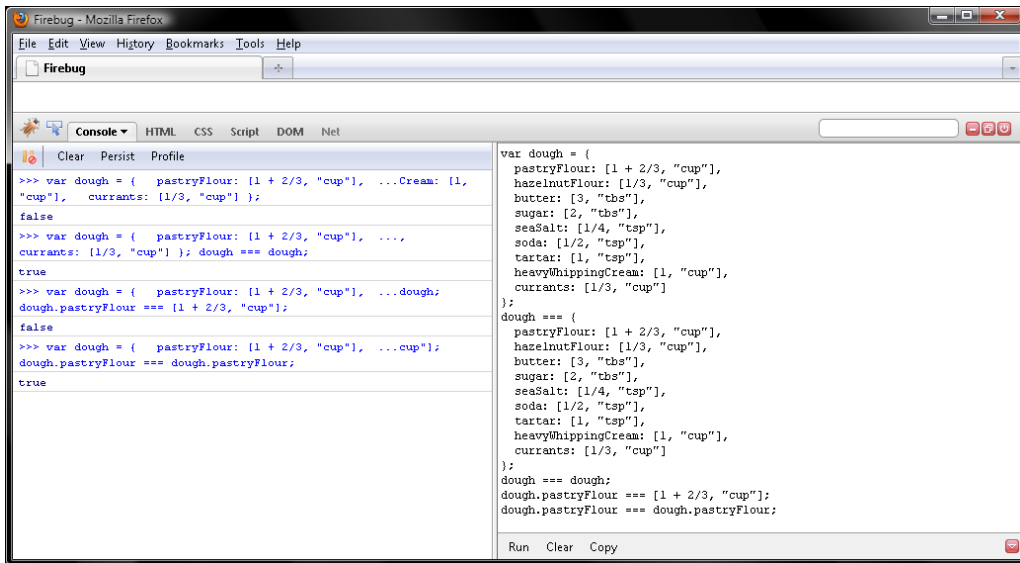 Firebug - Mozilla Firefox
File Edit View History Bookmarks Tools Help
Firebug
Console HTML CSS Script DOM Net
Clear Persist Profile
>>> var dough = { pastryFlour: [1 + 2/3, "cup"], ...Cream: [1,
"cup"], currants: [1/3, "cup"] };
false
>>> var dough = { pastryFlour: [1 + 2/3, "cup"], ...,
currants: [1/3, "cup"] }; dough === dough;
true
>>> var dough = { pastryFlour: [1 + 2/3, "cup"], ...dough;
dough.pastryFlour === [1 + 2/3, "cup"];
false
>>> var dough = { pastryFlour: [1 + 2/3, "cup"], ...cup"];
dough.pastryFlour === dough.pastryFlour;
true
var dough = {
pastryFlour: [1 + 2/3, "cup"],
hazelnutFlour: [1/3, "cup"],
butter: [3, "tbs"],
sugar: [2, "tbs"],
seaSalt: [1/4, "tsp"],
soda: [1/2, "tsp"],
tartar: [1, "tsp"],
heavyWhippingCream: [1, "cup"],
currants: [1/3, "cup"]
};
dough === {
pastryFlour: [1 + 2/3, "cup"],
hazelnutFlour: [1/3, "cup"],
butter: [3, "tbs"],
sugar: [2, "tbs"],
seaSalt: [1/4, "tsp"],
soda: [1/2, "tsp"],
tartar: [1, "tsp"],
heavyWhippingCream: [1, "cup"],
currants: [1/3, "cup"]
};
dough === dough;
dough.pastryFlour === [1 + 2/3, "cup"];
dough.pastryFlour === dough.pastryFlour;
Run Clear Copy